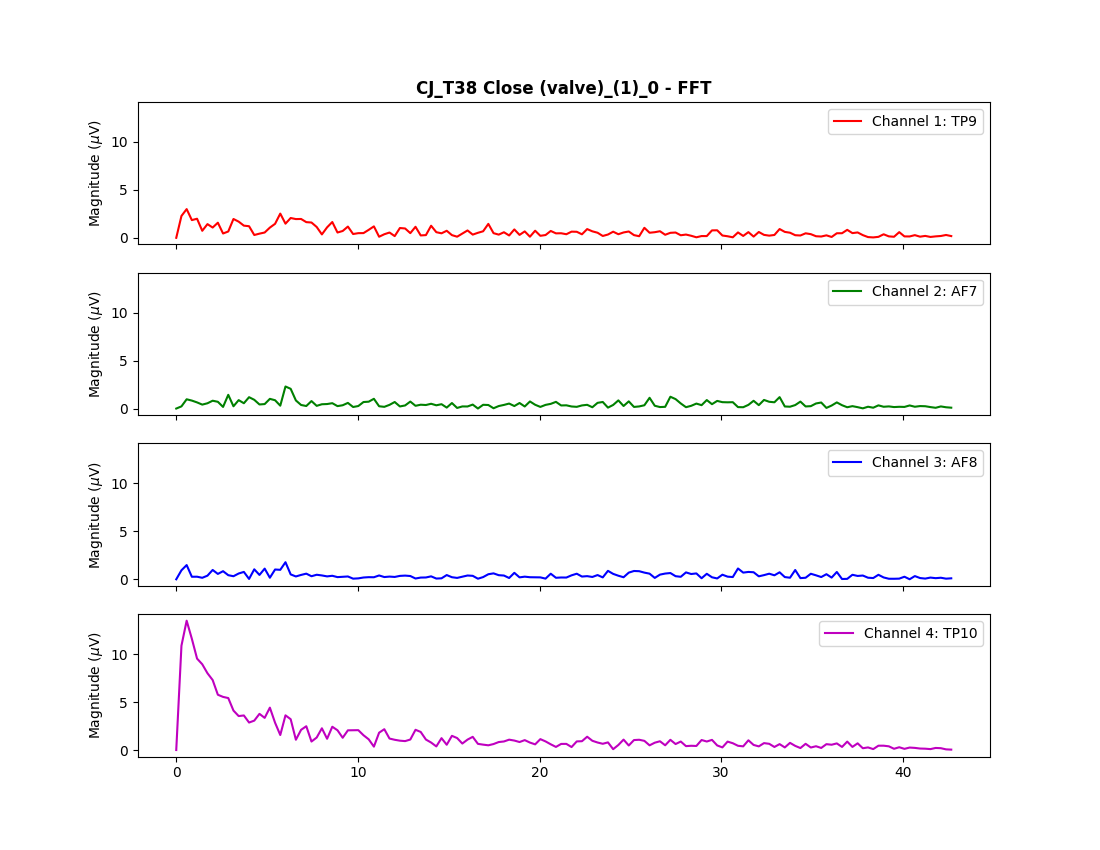 CJ_T38 Close (valve)_(1)_0 - FFT
Magnitude (μV)
10
5
0
Channel 1: TP9
Magnitude (μV)
10
5
0
Channel 2: AF7
Magnitude (μV)
10
5
0
Channel 3: AF8
Magnitude (μV)
10
5
0
Channel 4: TP10
0 10 20 30 40